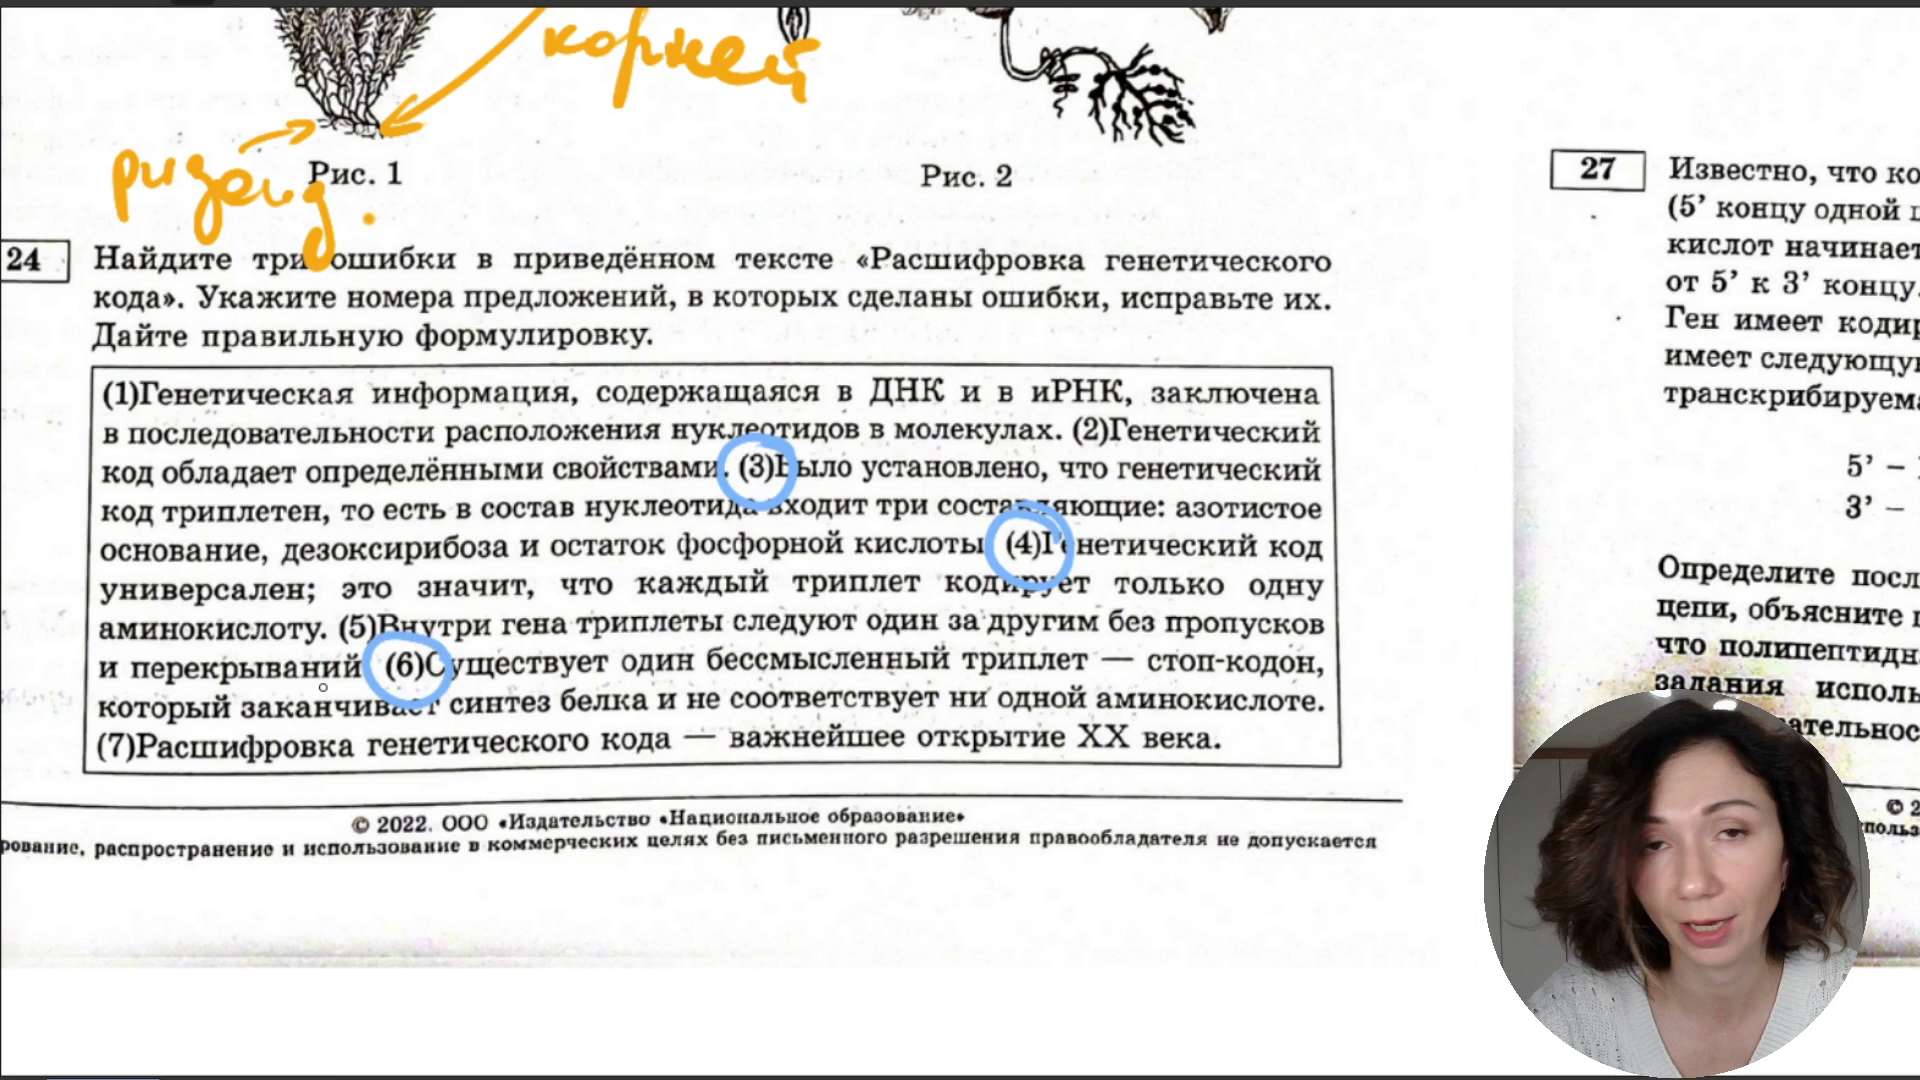 корней
ризоид.
Рис. 1
Рис. 2
24
Найдите три ошибки в приведённом тексте «Расшифровка генетического
кода». Укажите номера предложений, в которых сделаны ошибки, исправьте их.
Дайте правильную формулировку.
(1)Генетическая информация, содержащаяся в ДНК и в иРНК, заключена
в последовательности расположения нуклеотидов в молекулах. (2)Генетический
код обладает определёнными свойствами. (3)Было установлено, что генетический
код триплетен, то есть в состав нуклеотида входит три составляющие: азотистое
основание, дезоксирибоза и остаток фосфорной кислоты (4)Генетический код
универсален; это значит, что каждый триплет кодирует только одну
аминокислоту. (5)Внутри гена триплеты следуют один за другим без пропусков
и перекрываний (6)Существует один бессмысленный триплет — стоп-кодон,
который заканчивает синтез белка и не соответствует ни одной аминокислоте.
(7)Расшифровка генетического кода — важнейшее открытие XX века.
© 2022. ООО «Издательство «Национальное образование»
рование, распространение и использование в коммерческих целях без письменного разрешения правообладателя не допускается
27
Известно, что ко
(5’ концу одной ц
кислот начинает
от 5’ к 3’ концу.
Ген имеет кодир
имеет следующу
транскрибируема
5’ –
3’ –
Определите посл
цепи, объясните
что полипептидн
задания исполь
ательнос
© 2
польз